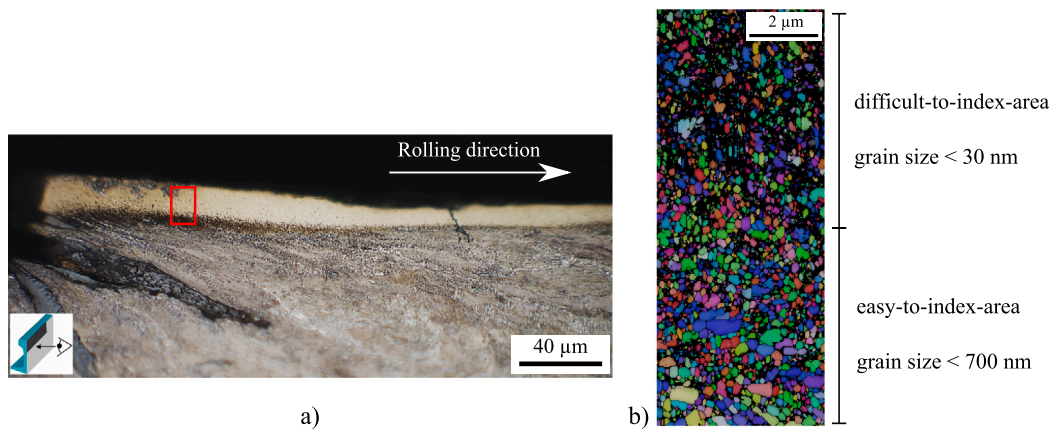 Rolling direction
40 µm
a)
2 µm
difficult-to-index-area
grain size < 30 nm
easy-to-index-area
grain size < 700 nm
b)